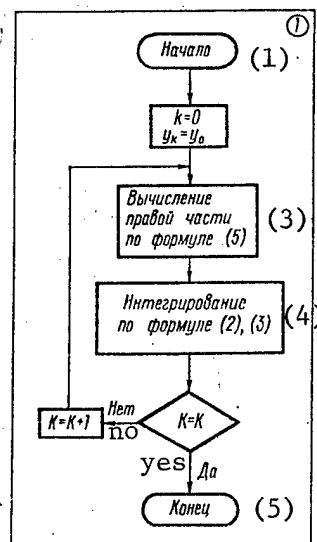 ①
Начало (1)
k=0
yₖ=y₀
Вычисление (3)
правой части
по формуле (5)
Интегрирование (4)
по формуле (2), (3)
Нет
K=K+1
no
K=K
yes
Да
Конец (5)